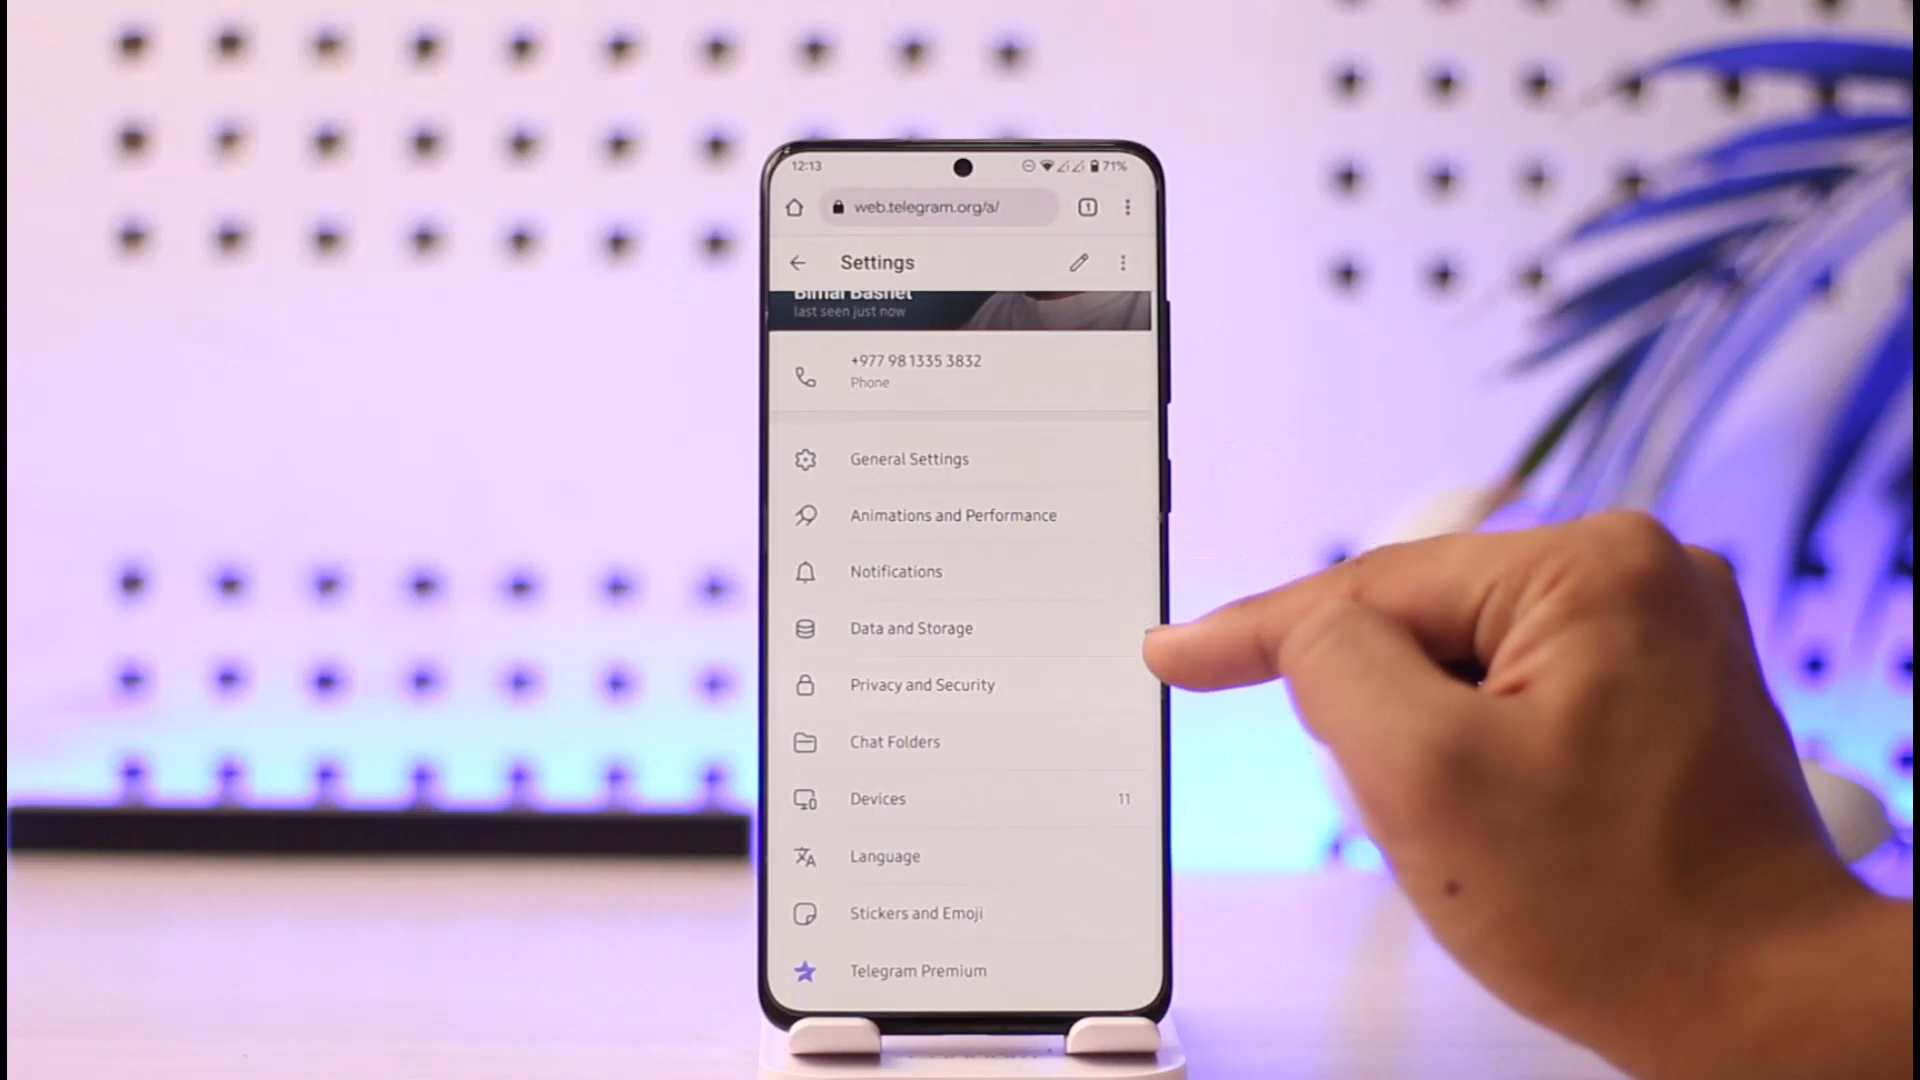 12:13
71%
web.telegram.org/a/
1
Settings
Bimal Basnet
last seen just now
+977 98 1335 3832
Phone
General Settings
Animations and Performance
Notifications
Data and Storage
Privacy and Security
Chat Folders
Devices 11
Language
Stickers and Emoji
Telegram Premium